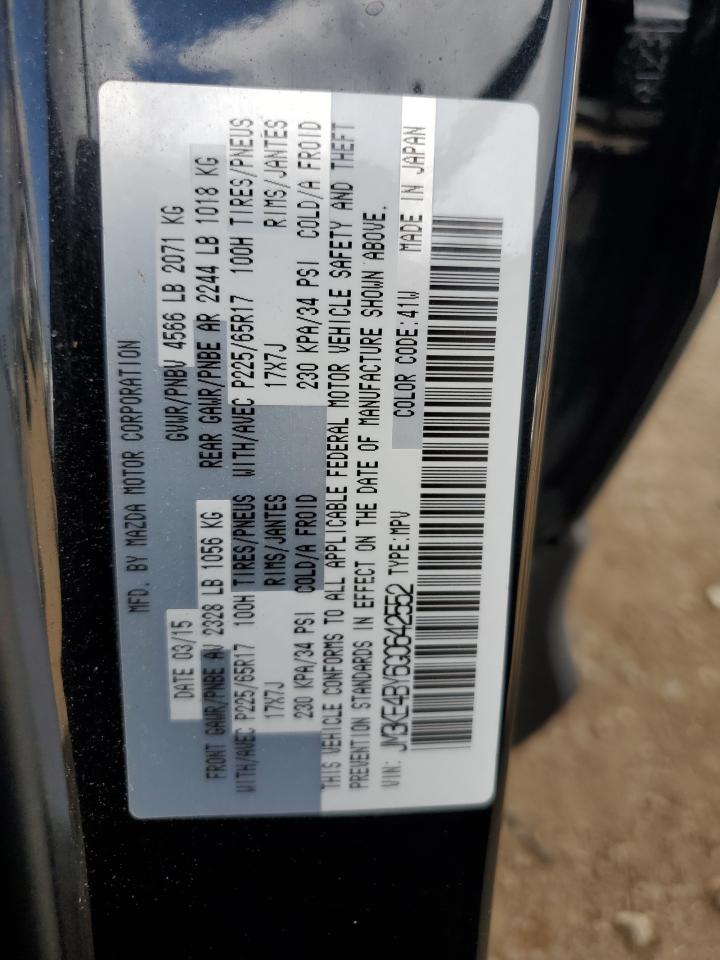 MFD. BY MAZDA MOTOR CORPORATION
DATE 03/15 GVWR/PNBV 4566 LB 2071 KG
FRONT GAWR/PNBE AV 2328 LB 1056 KG REAR GAWR/PNBE AR 2244 LB 1018 KG
WITH/AVEC P225/65R17 100H TIRES/PNEUS WITH/AVEC P225/65R17 100H TIRES/PNEUS
17X7J RIMS/JANTES 17X7J RIMS/JANTES
230 KPA/34 PSI COLD/A FROID 230 KPA/34 PSI COLD/A FROID
THIS VEHICLE CONFORMS TO ALL APPLICABLE FEDERAL MOTOR VEHICLE SAFETY AND THEFT
PREVENTION STANDARDS IN EFFECT ON THE DATE OF MANUFACTURE SHOWN ABOVE.
VIN: JM3KE4BY6G0642552 TYPE:MPV COLOR CODE:41W MADE IN JAPAN